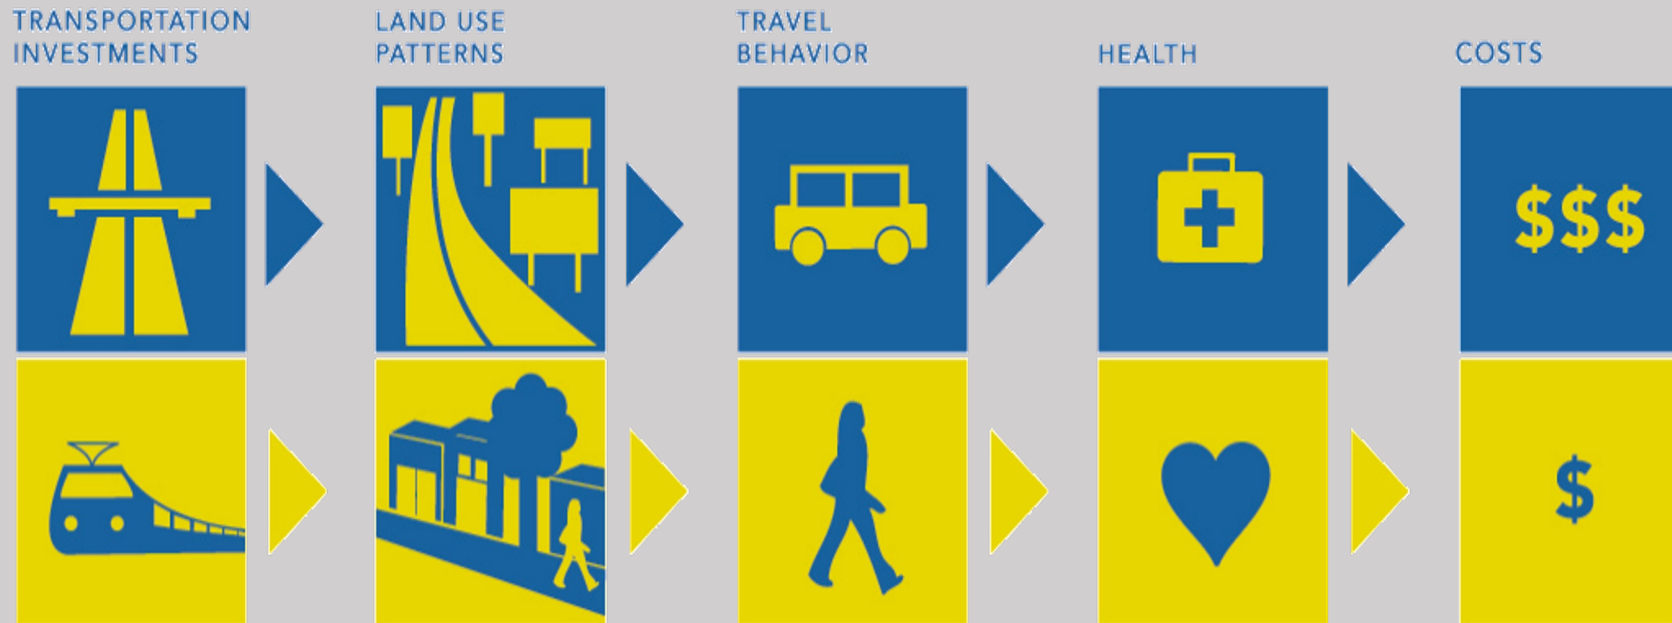 TRANSPORTATION
INVESTMENTS
LAND USE
PATTERNS
TRAVEL
BEHAVIOR
HEALTH
COSTS
$$$
$